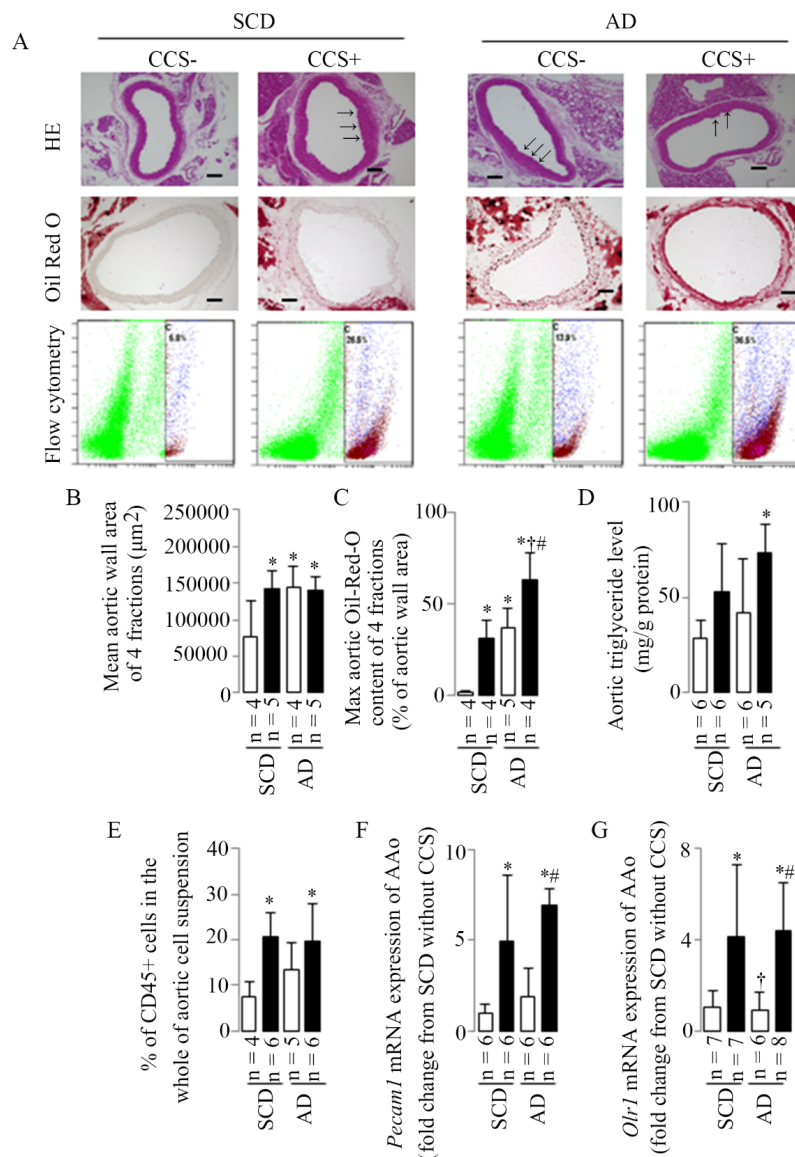 A
SCD
AD
CCS-
CCS+
CCS-
CCS+
HE
Oil Red O
Flow cytometry
C
C
26.6%
C
13.9%
C
36.5%
B
Mean aortic wall area
of 4 fractions (µm²)
250000
200000
150000
100000
50000
0
*
*
*
n = 4
n = 5
n = 4
n = 5
SCD
AD
C
Max aortic Oil-Red-O
content of 4 fractions
(% of aortic wall area)
100
50
0
*
*
*†#
n = 4
n = 4
n = 5
n = 4
SCD
AD
D
Aortic triglyceride level
(mg/g protein)
100
50
0
*
n = 6
n = 6
n = 6
n = 5
SCD
AD
E
% of CD45+ cells in the
whole of aortic cell suspension
40
30
20
10
0
*
*
n = 4
n = 6
n = 5
n = 6
SCD
AD
F
Pecam1 mRNA expression of AAo
(fold change from SCD without CCS)
10
5
0
*
*#
n = 6
n = 6
n = 6
n = 6
SCD
AD
G
Olr1 mRNA expression of AAo
(fold change from SCD without CCS)
8
4
0
*
†
*#
n = 7
n = 7
n = 6
n = 8
SCD
AD